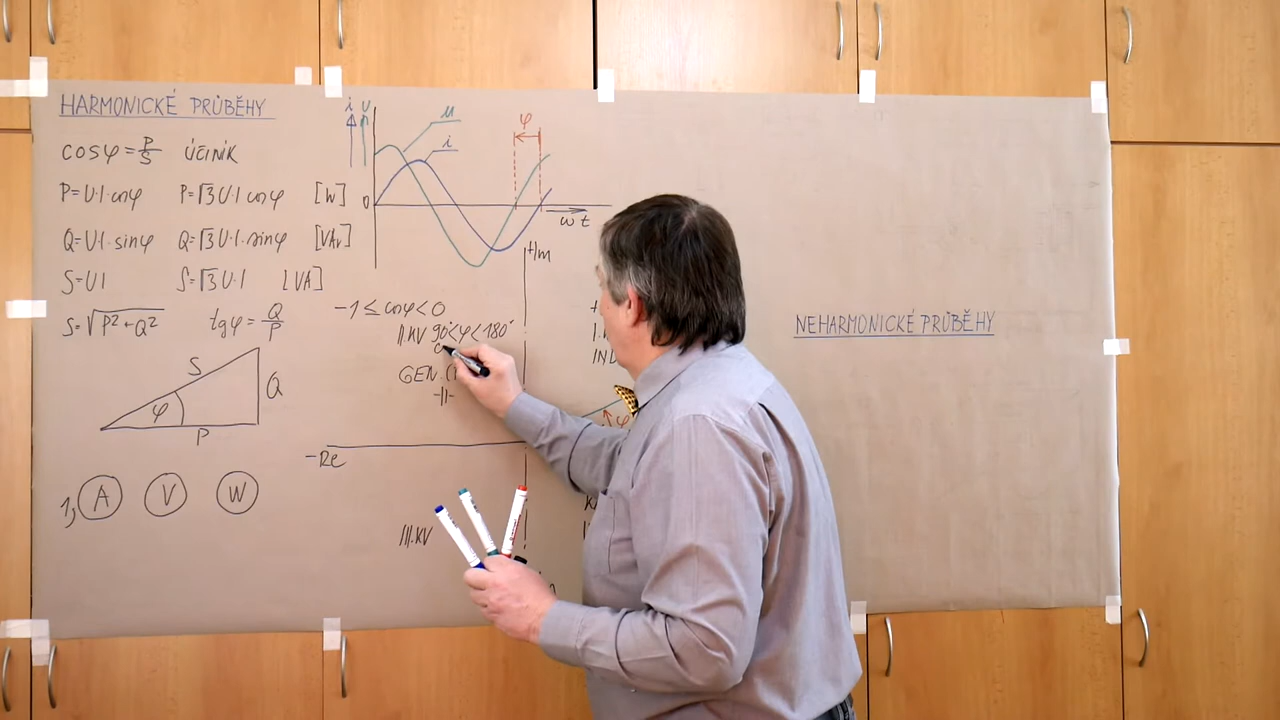 HARMONICKÉ PRŮBĚHY
cosφ = P/S ÚČINÍK
P=U·I·cosφ P=√3 U·I cosφ [W]
Q=U·I·sinφ Q=√3 U·I·sinφ [VAr]
S=U I S=√3 U·I [VA]
S=√P²+Q² tgφ = Q/P
S
Q
φ
P
1, A V W
i u
u
i
φ
0
ωt
+Im
-1 ≤ cosφ < 0
II.KV 90°<φ<180°
GEN.
-||-
-Re
III.KV
φ
NEHARMONICKÉ PRŮBĚHY